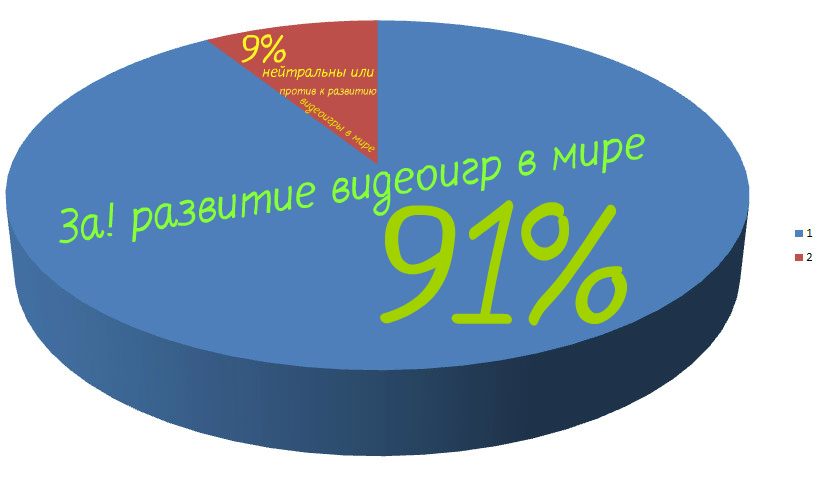 9%
нейтральны или
против к развитию
видеоигры в мире
За! развитие видеоигр в мире
91%
1
2